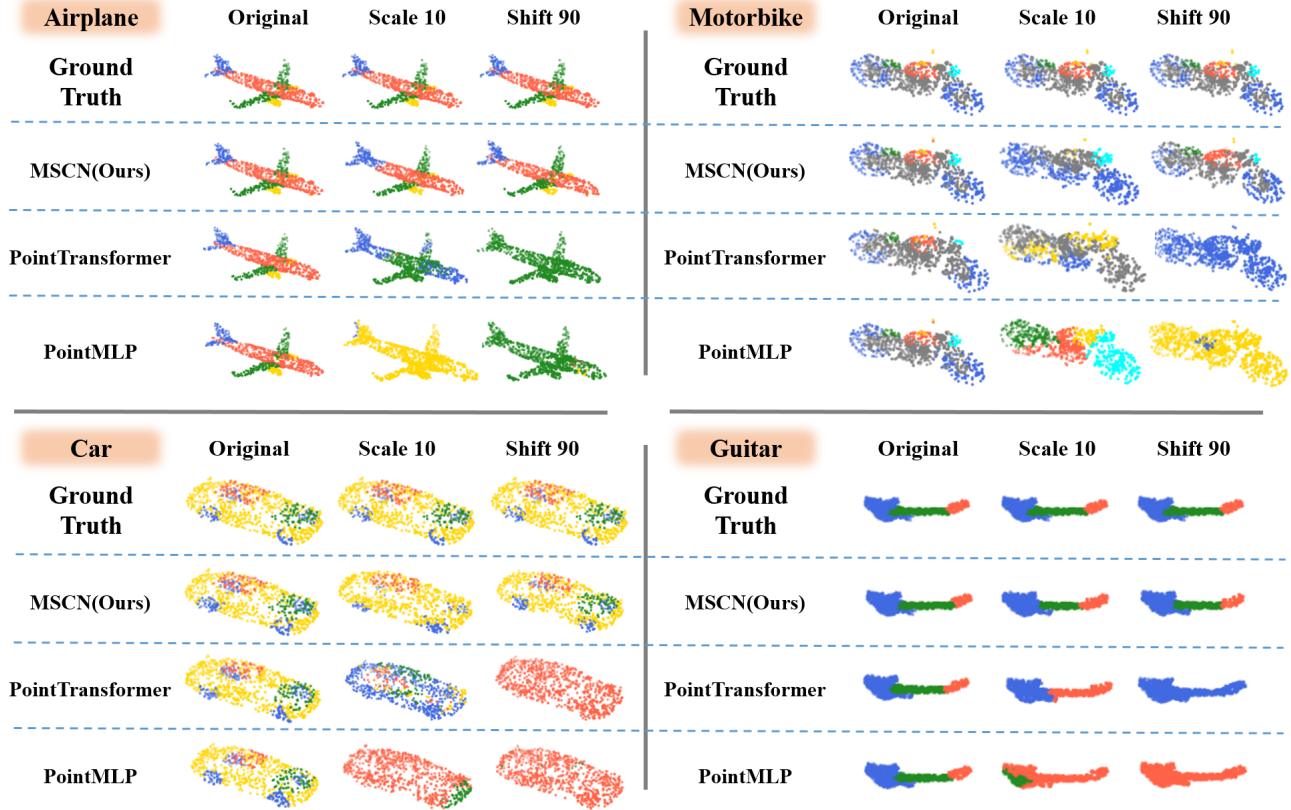 Airplane Original Scale 10 Shift 90
Ground
Truth
MSCN(Ours)
PointTransformer
PointMLP
Motorbike Original Scale 10 Shift 90
Ground
Truth
MSCN(Ours)
PointTransformer
PointMLP
Car Original Scale 10 Shift 90
Ground
Truth
MSCN(Ours)
PointTransformer
PointMLP
Guitar Original Scale 10 Shift 90
Ground
Truth
MSCN(Ours)
PointTransformer
PointMLP